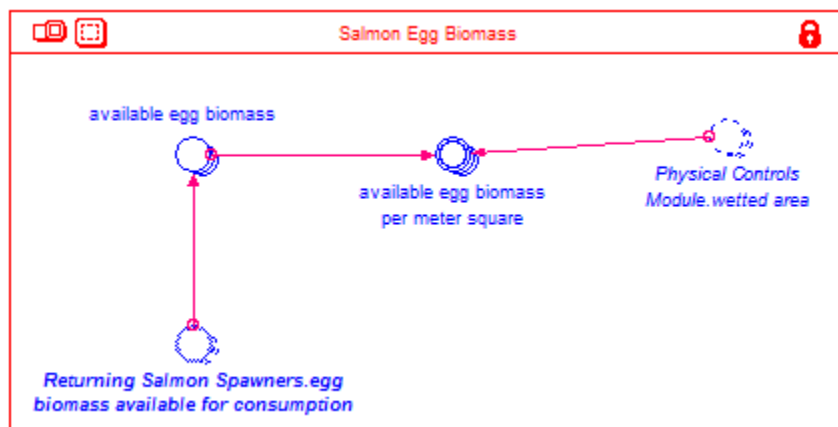 Salmon Egg Biomass
available egg biomass
available egg biomass
per meter square
Physical Controls
Module.wetted area
Returning Salmon Spawners.egg
biomass available for consumption